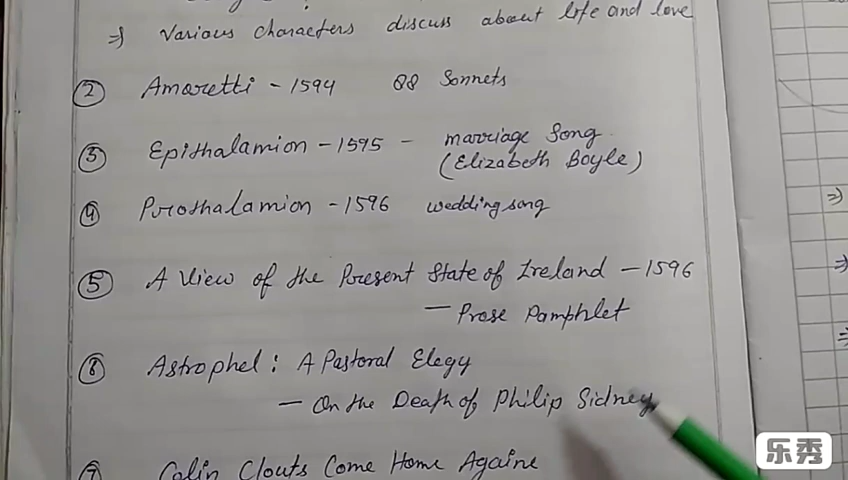 ⇒ Various characters discuss about life and love
② Amoretti - 1594 88 Sonnets
③ Epithalamion - 1595 - marriage Song
(Elizabeth Boyle)
④ Prothalamion - 1596 wedding song
⑤ A View of the Present State of Ireland - 1596
- Prose Pamphlet
⑥ Astrophel : A Pastoral Elegy
- On the Death of Philip Sidney
⑦ Colin Clouts Come Home Againe
乐秀